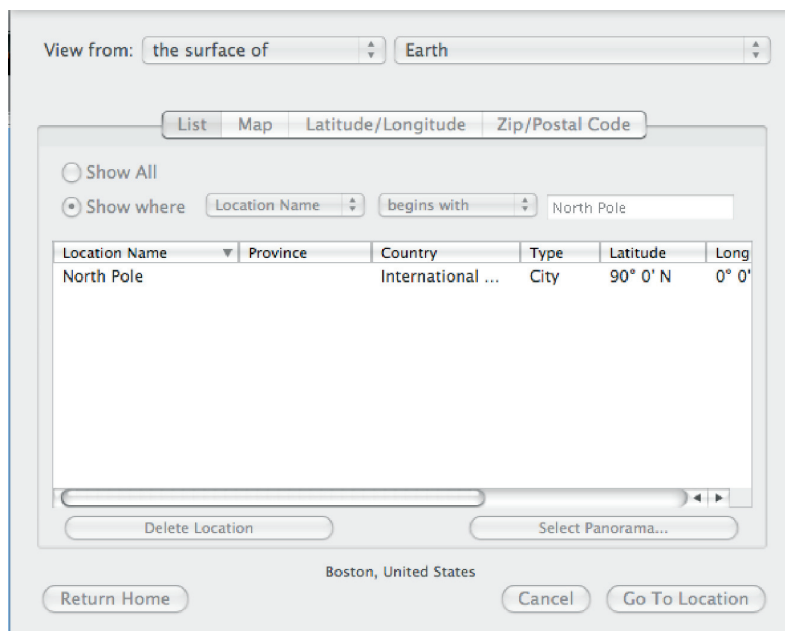 View from: the surface of Earth
List Map Latitude/Longitude Zip/Postal Code
Show All
Show where Location Name begins with North Pole
Location Name Province Country Type Latitude Long
North Pole International ... City 90° 0' N 0° 0'
Delete Location Select Panorama...
Boston, United States
Return Home Cancel Go To Location